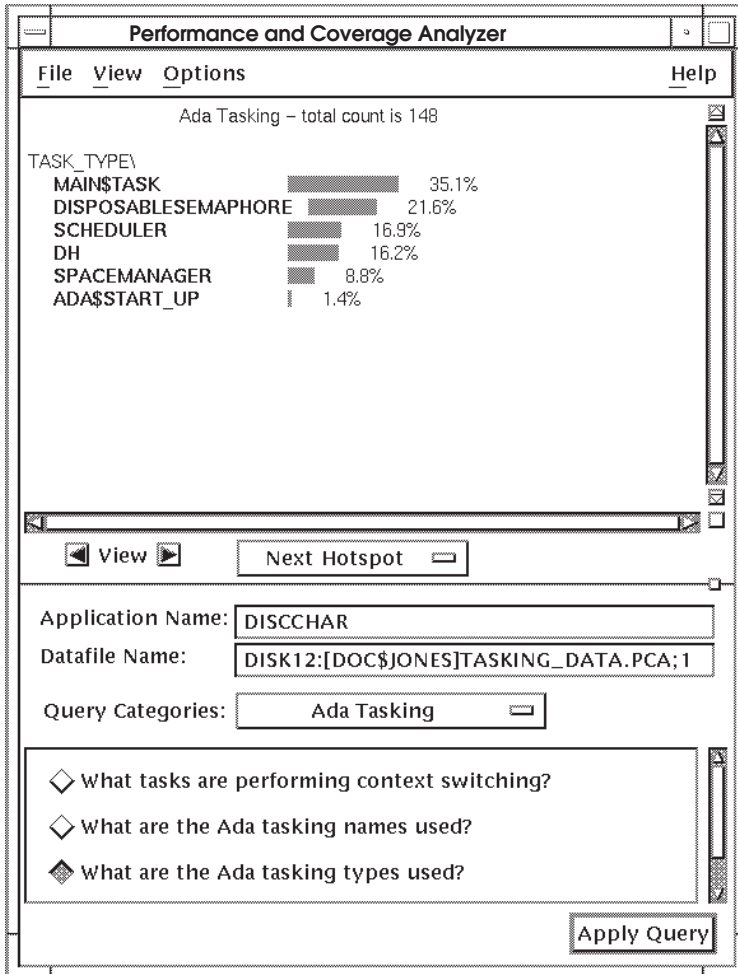 Performance and Coverage Analyzer
File View Options Help
Ada Tasking – total count is 148
TASK_TYPE\
MAIN$TASK 35.1%
DISPOSABLESEMAPHORE 21.6%
SCHEDULER 16.9%
DH 16.2%
SPACEMANAGER 8.8%
ADA$START_UP 1.4%
View Next Hotspot
Application Name: DISCCHAR
Datafile Name: DISK12:[DOC$JONES]TASKING_DATA.PCA;1
Query Categories: Ada Tasking
What tasks are performing context switching?
What are the Ada tasking names used?
What are the Ada tasking types used?
Apply Query